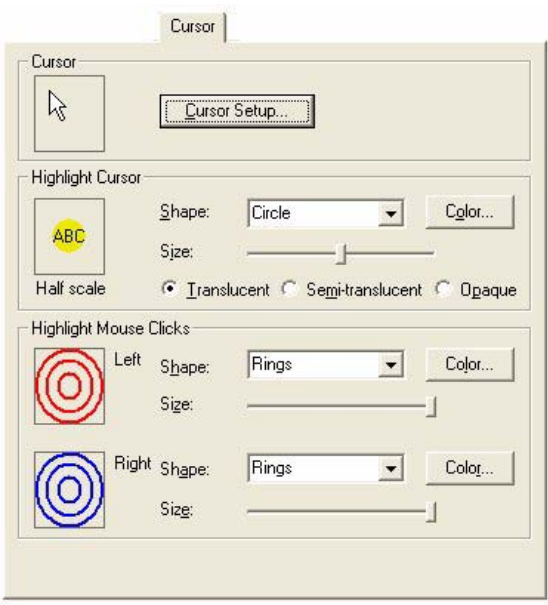 Cursor
Cursor
Cursor Setup...
Highlight Cursor
ABC
Shape: Circle Color...
Size:
Half scale Translucent Semi-translucent Opaque
Highlight Mouse Clicks
Left Shape: Rings Color...
Size:
Right Shape: Rings Color...
Size: